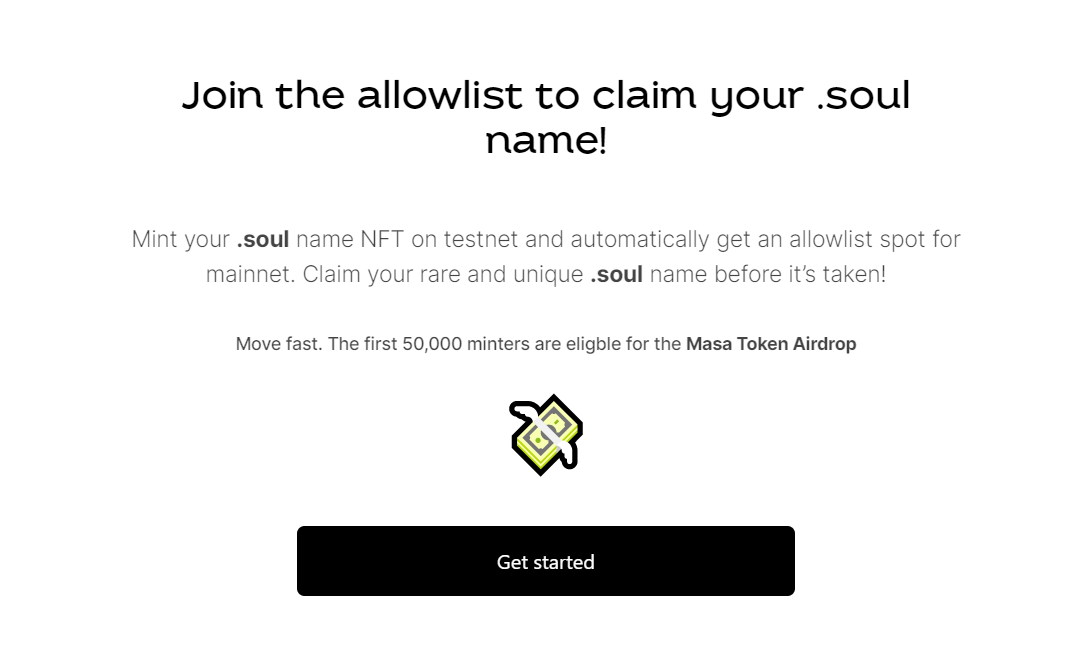 Join the allowlist to claim your .soul
name!
Mint your .soul name NFT on testnet and automatically get an allowlist spot for
mainnet. Claim your rare and unique .soul name before it’s taken!
Move fast. The first 50,000 minters are eligble for the Masa Token Airdrop
Get started